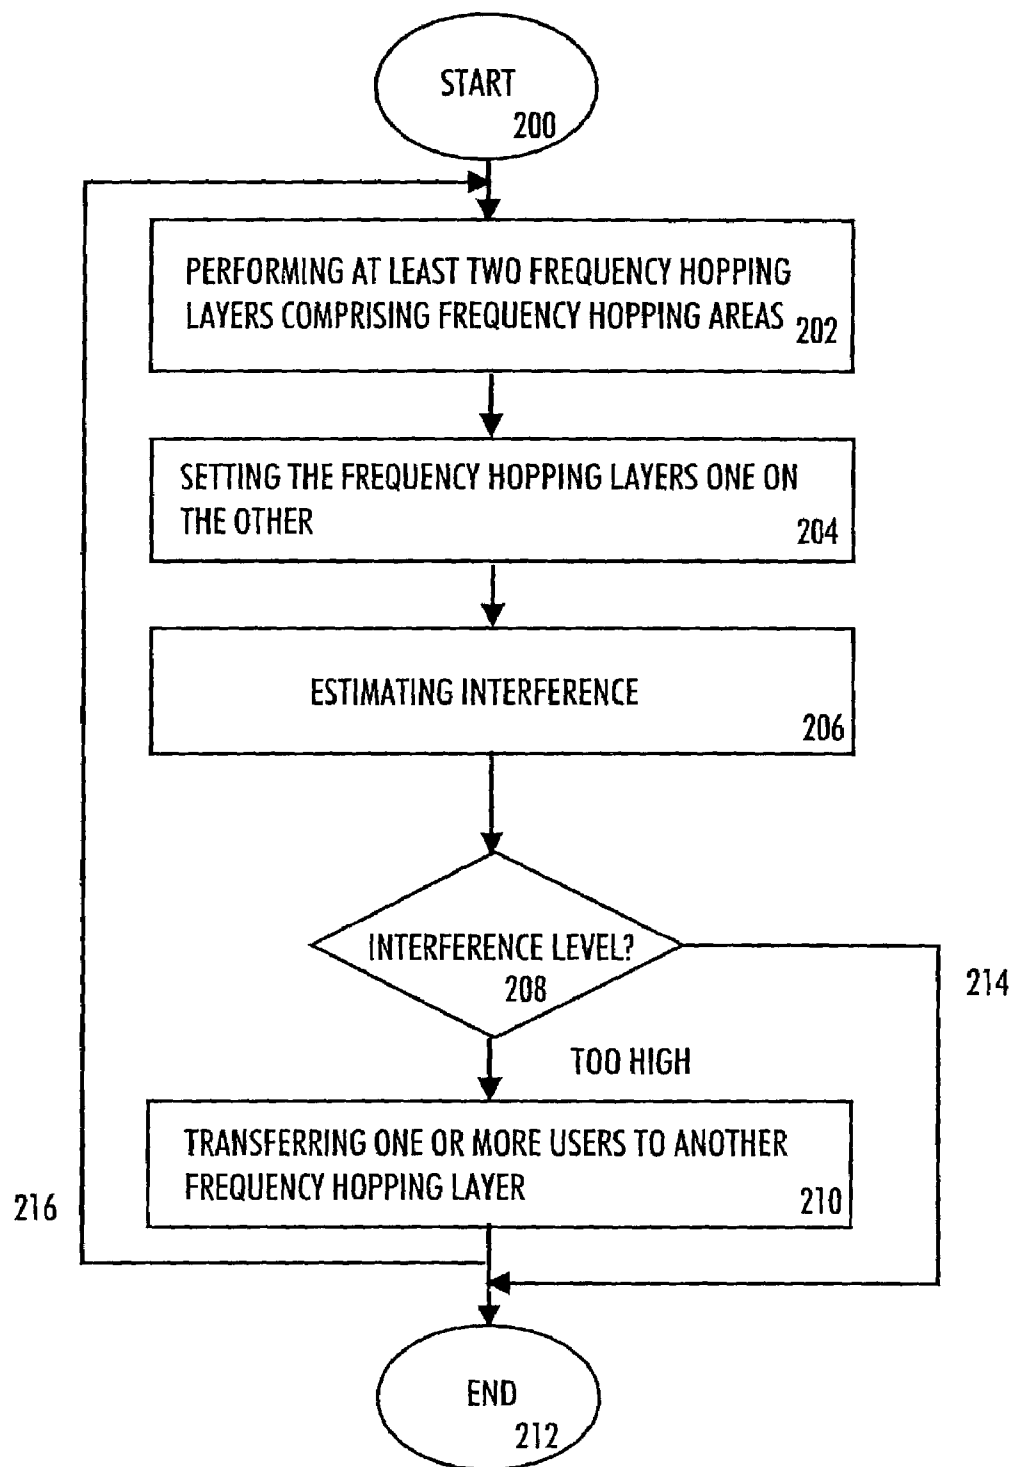 START
200
PERFORMING AT LEAST TWO FREQUENCY HOPPING
LAYERS COMPRISING FREQUENCY HOPPING AREAS 202
SETTING THE FREQUENCY HOPPING LAYERS ONE ON
THE OTHER
204
ESTIMATING INTERFERENCE
206
INTERFERENCE LEVEL?
208
214
TOO HIGH
TRANSFERRING ONE OR MORE USERS TO ANOTHER
FREQUENCY HOPPING LAYER
210
216
END
212